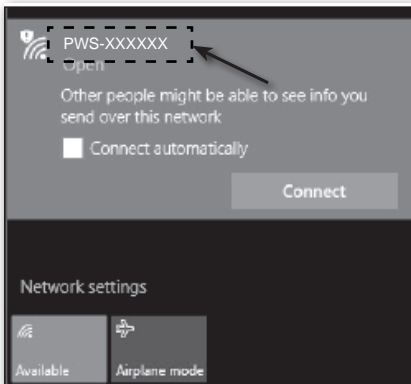 PWS-XXXXXX
Open
Other people might be able to see info you
send over this network
Connect automatically
Connect
Network settings
Available
Airplane mode